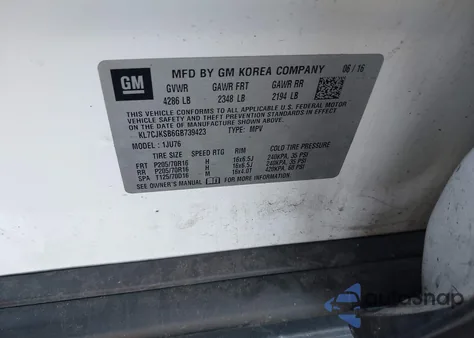 GM
MFD BY GM KOREA COMPANY 06/16
GVWR GAWR FRT GAWR RR
4286 LB 2348 LB 2194 LB
THIS VEHICLE CONFORMS TO ALL APPLICABLE U.S. FEDERAL MOTOR
VEHICLE SAFETY, BUMPER, AND THEFT PREVENTION STANDARDS IN
EFFECT ON THE DATE OF MANUFACTURE SHOWN ABOVE.
KL7CJKSB6GB739423 TYPE: MPV
MODEL: 1JU76
TIRE SIZE SPEED RTG RIM COLD TIRE PRESSURE
FRT P205/70R16 H 16x6.5J 240KPA, 35 PSI
RR P205/70R16 H 16x6.5J 240KPA, 35 PSI
SPA T125/70D16 M 16x4.0T 420KPA, 60 PSI
SEE OWNER'S MANUAL FOR MORE INFORMATION
AutoSnap